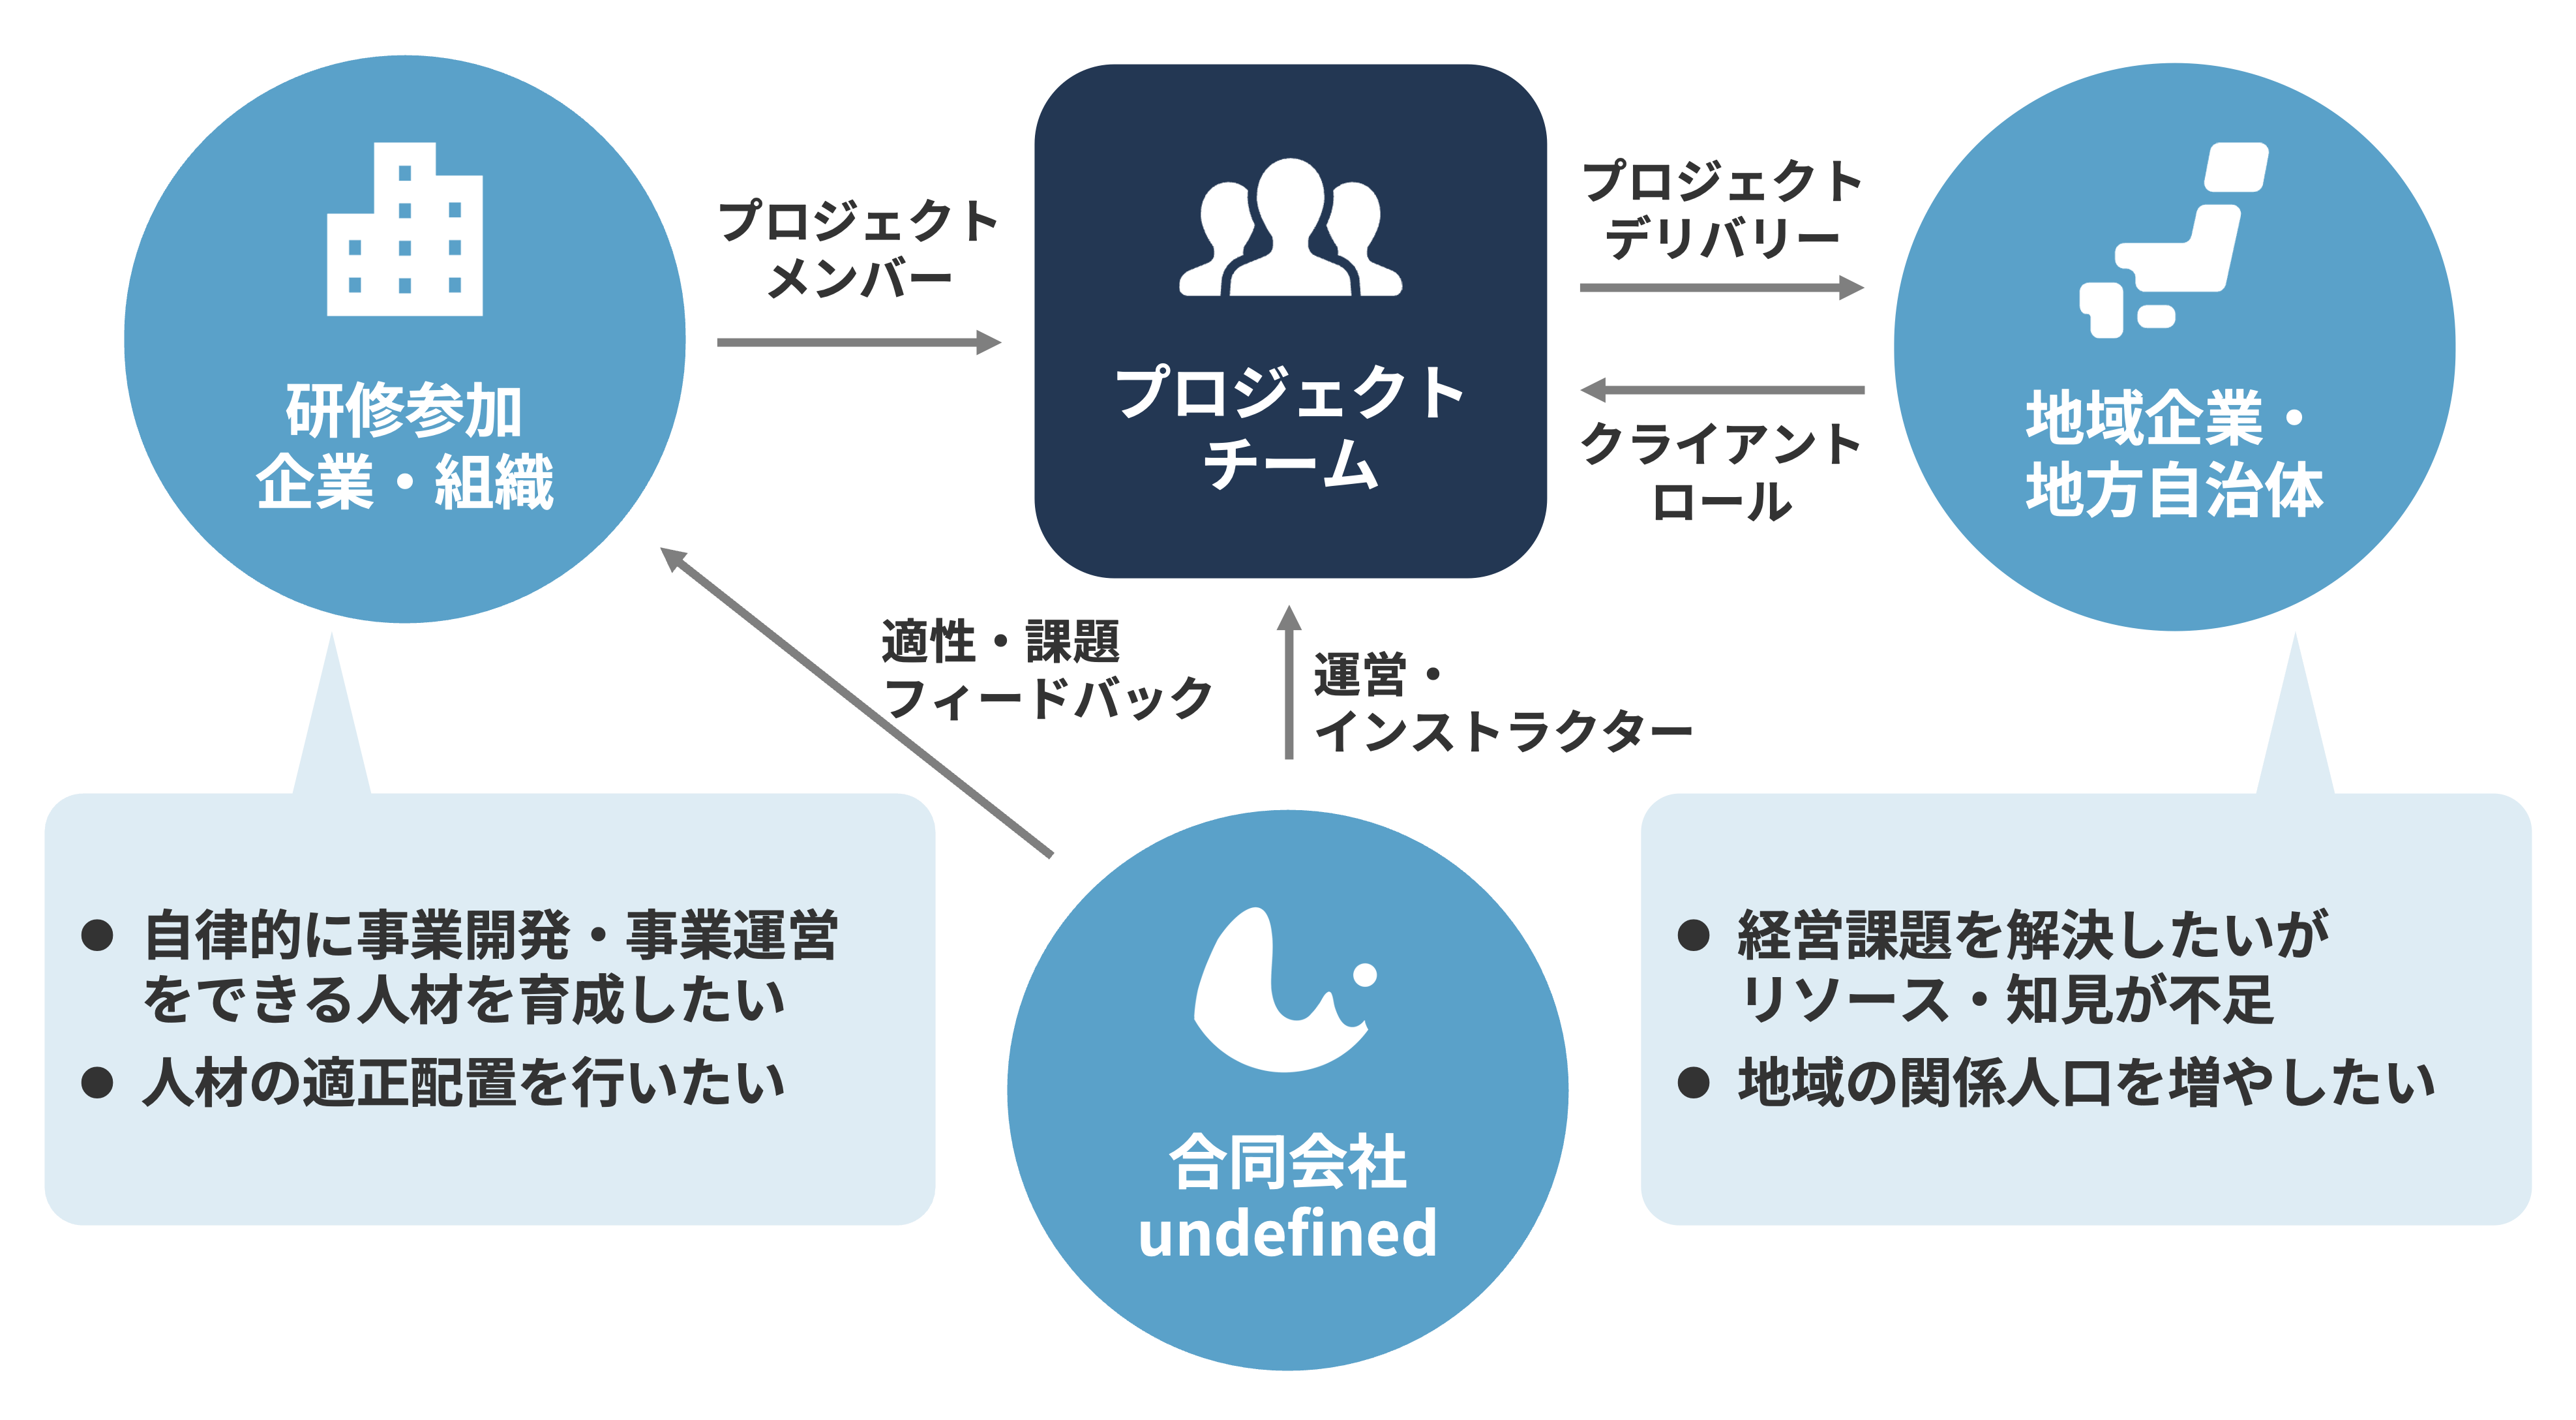 研修参加
企業・組織
プロジェクト
メンバー
プロジェクト
チーム
プロジェクト
デリバリー
クライアント
ロール
地域企業・
地方自治体
適性・課題
フィードバック
運営・
インストラクター
● 自律的に事業開発・事業運営
をできる人材を育成したい
● 人材の適正配置を行いたい
合同会社
undefined
● 経営課題を解決したいが
リソース・知見が不足
● 地域の関係人口を増やしたい